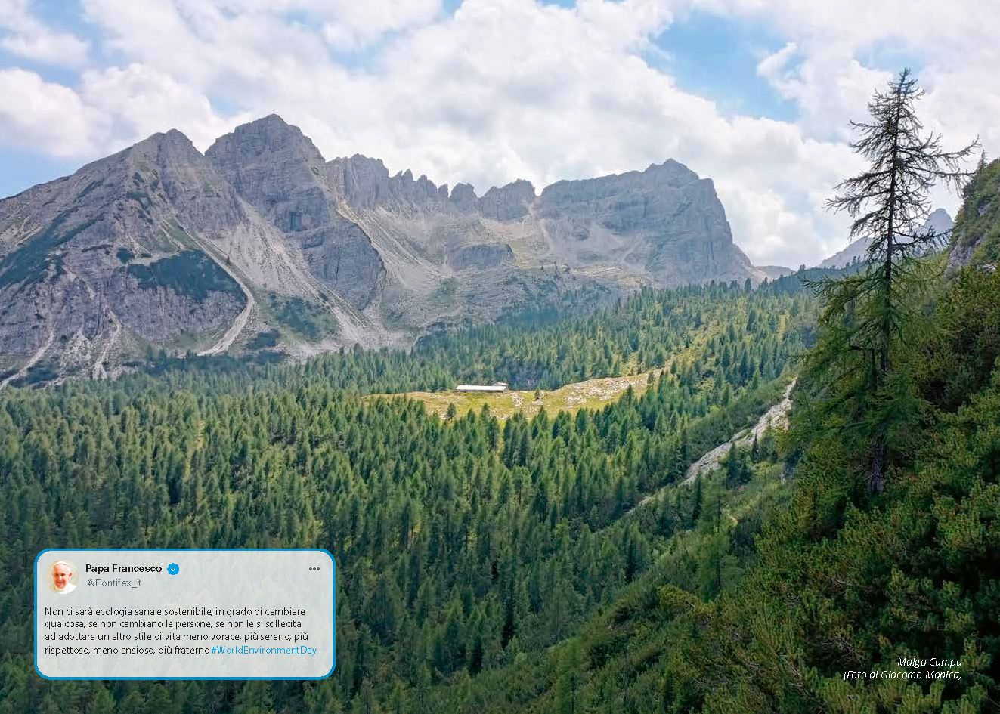 Papa Francesco
@Pontifex_it
Non ci sarà ecologia sana e sostenibile, in grado di cambiare
qualcosa, se non cambiano le persone, se non le si sollecita
ad adottare un altro stile di vita meno vorace, più sereno, più
rispettoso, meno ansioso, più fraterno #WorldEnvironmentDay
Malga Campa
(Foto di Giacomo Manica)